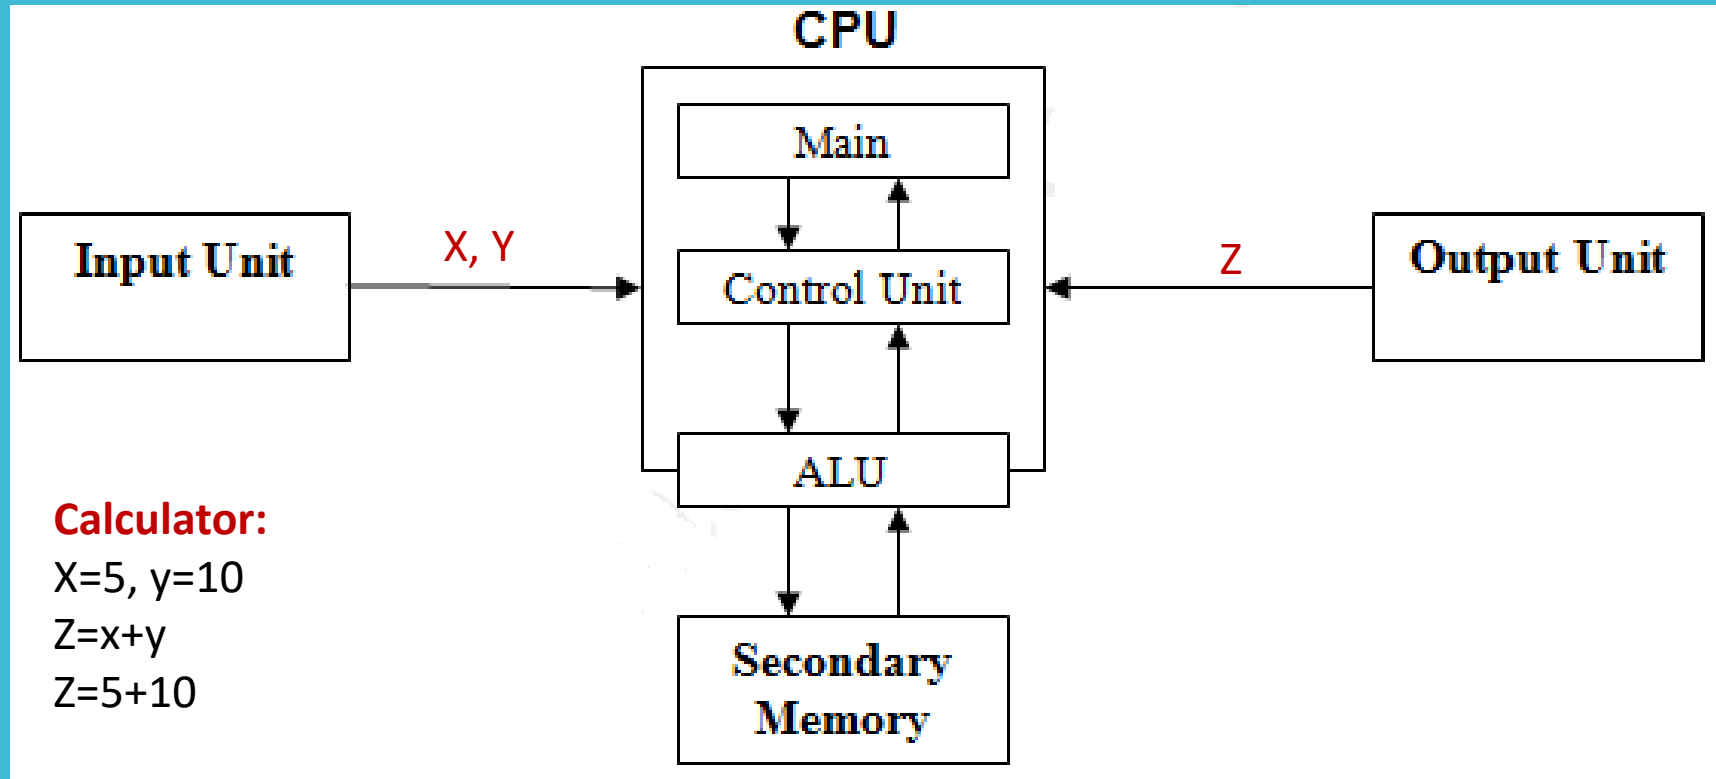 CPU
Main
Input Unit
X, Y
Control Unit
Z
Output Unit
ALU
Calculator:
X=5, y=10
Z=x+y
Z=5+10
Secondary
Memory